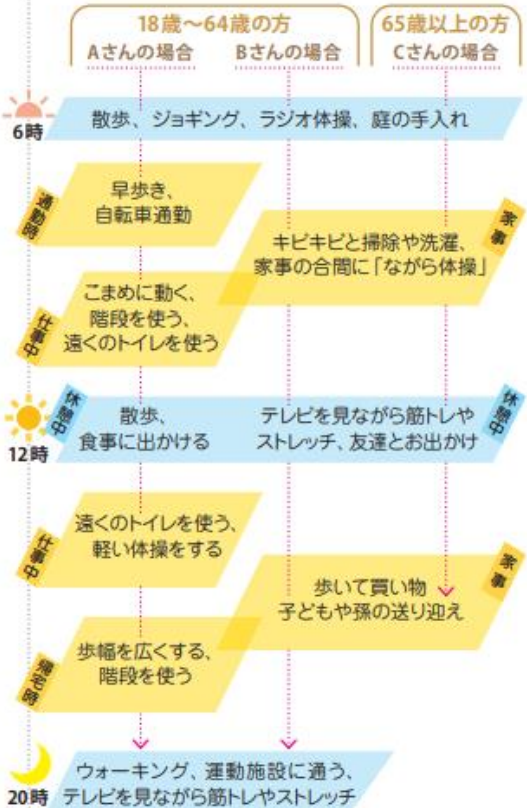 18歳~64歳の方
65歳以上の方
Aさんの場合
Bさんの場合
Cさんの場合
6時
散歩、ジョギング、ラジオ体操、庭の手入れ
通勤時
早歩き、
自転車通勤
家事
キビキビと掃除や洗濯、
家事の合間に「ながら体操」
仕事中
こまめに動く、
階段を使う、
遠くのトイレを使う
12時
休憩中
散歩、
食事に出かける
テレビを見ながら筋トレや
ストレッチ、友達とお出かけ
休憩中
仕事中
遠くのトイレを使う、
軽い体操をする
家事
歩いて買い物
子どもや孫の送り迎え
帰宅時
歩幅を広くする、
階段を使う
20時
ウォーキング、運動施設に通う、
テレビを見ながら筋トレやストレッチ